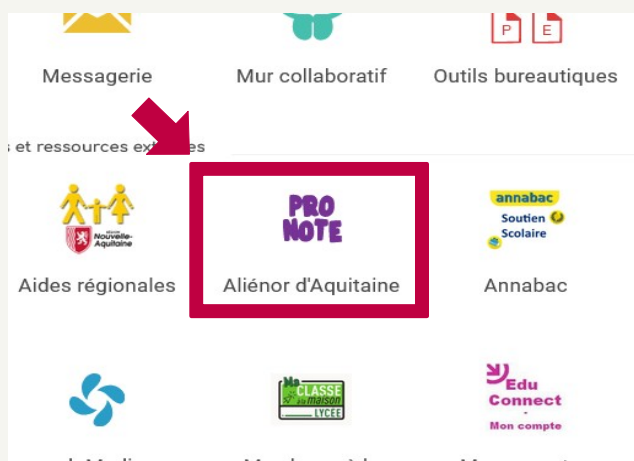 P E
Messagerie Mur collaboratif Outils bureautiques
et ressources es
PRO
NOTE
Nouvelle-
Aquitaine
annabac
Soutien
Scolaire
Aides régionales Aliénor d'Aquitaine Annabac
Ma
CLASSE
à la maison
LYCÉE
Edu
Connect
Mon compte